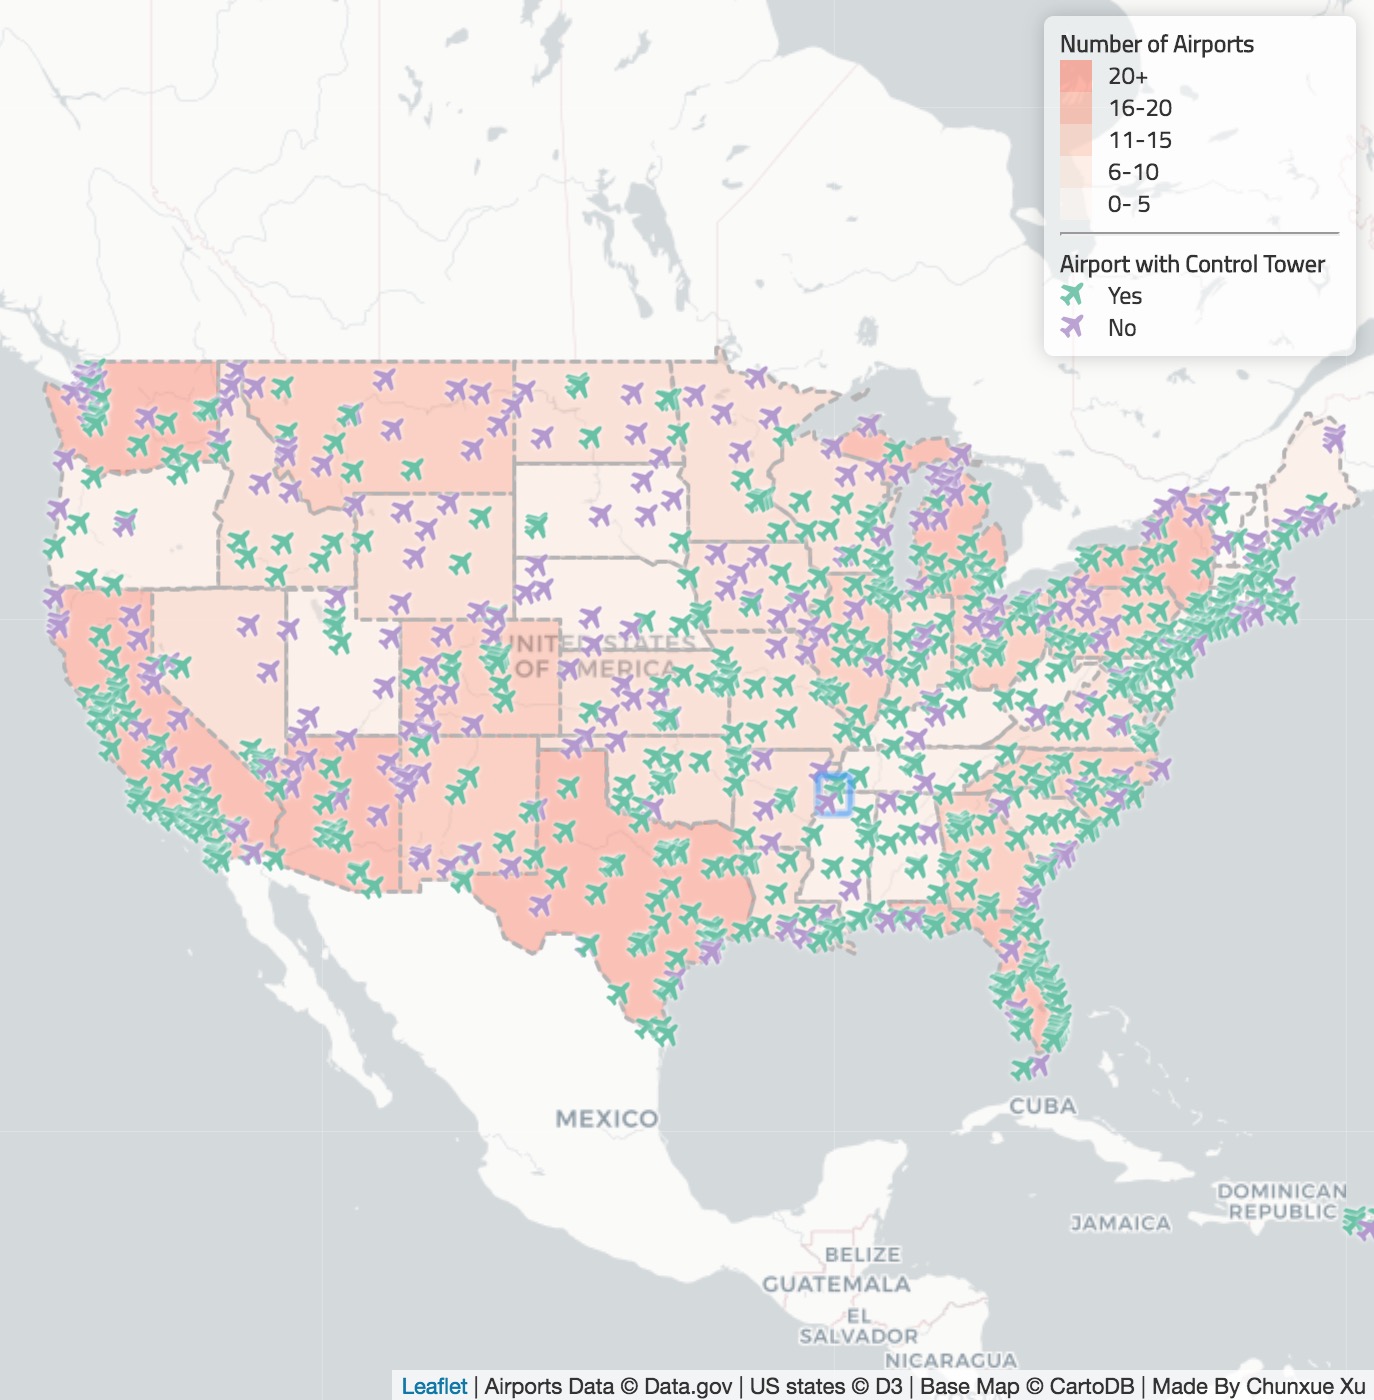 Number of Airports
20+
16-20
11-15
6-10
0- 5
Airport with Control Tower
Yes
No
UNITED STATES
OF AMERICA
MEXICO
CUBA
DOMINICAN
REPUBLIC
JAMAICA
BELIZE
GUATEMALA
EL
SALVADOR
NICARAGUA
Leaflet | Airports Data © Data.gov | US states © D3 | Base Map © CartoDB | Made By Chunxue Xu